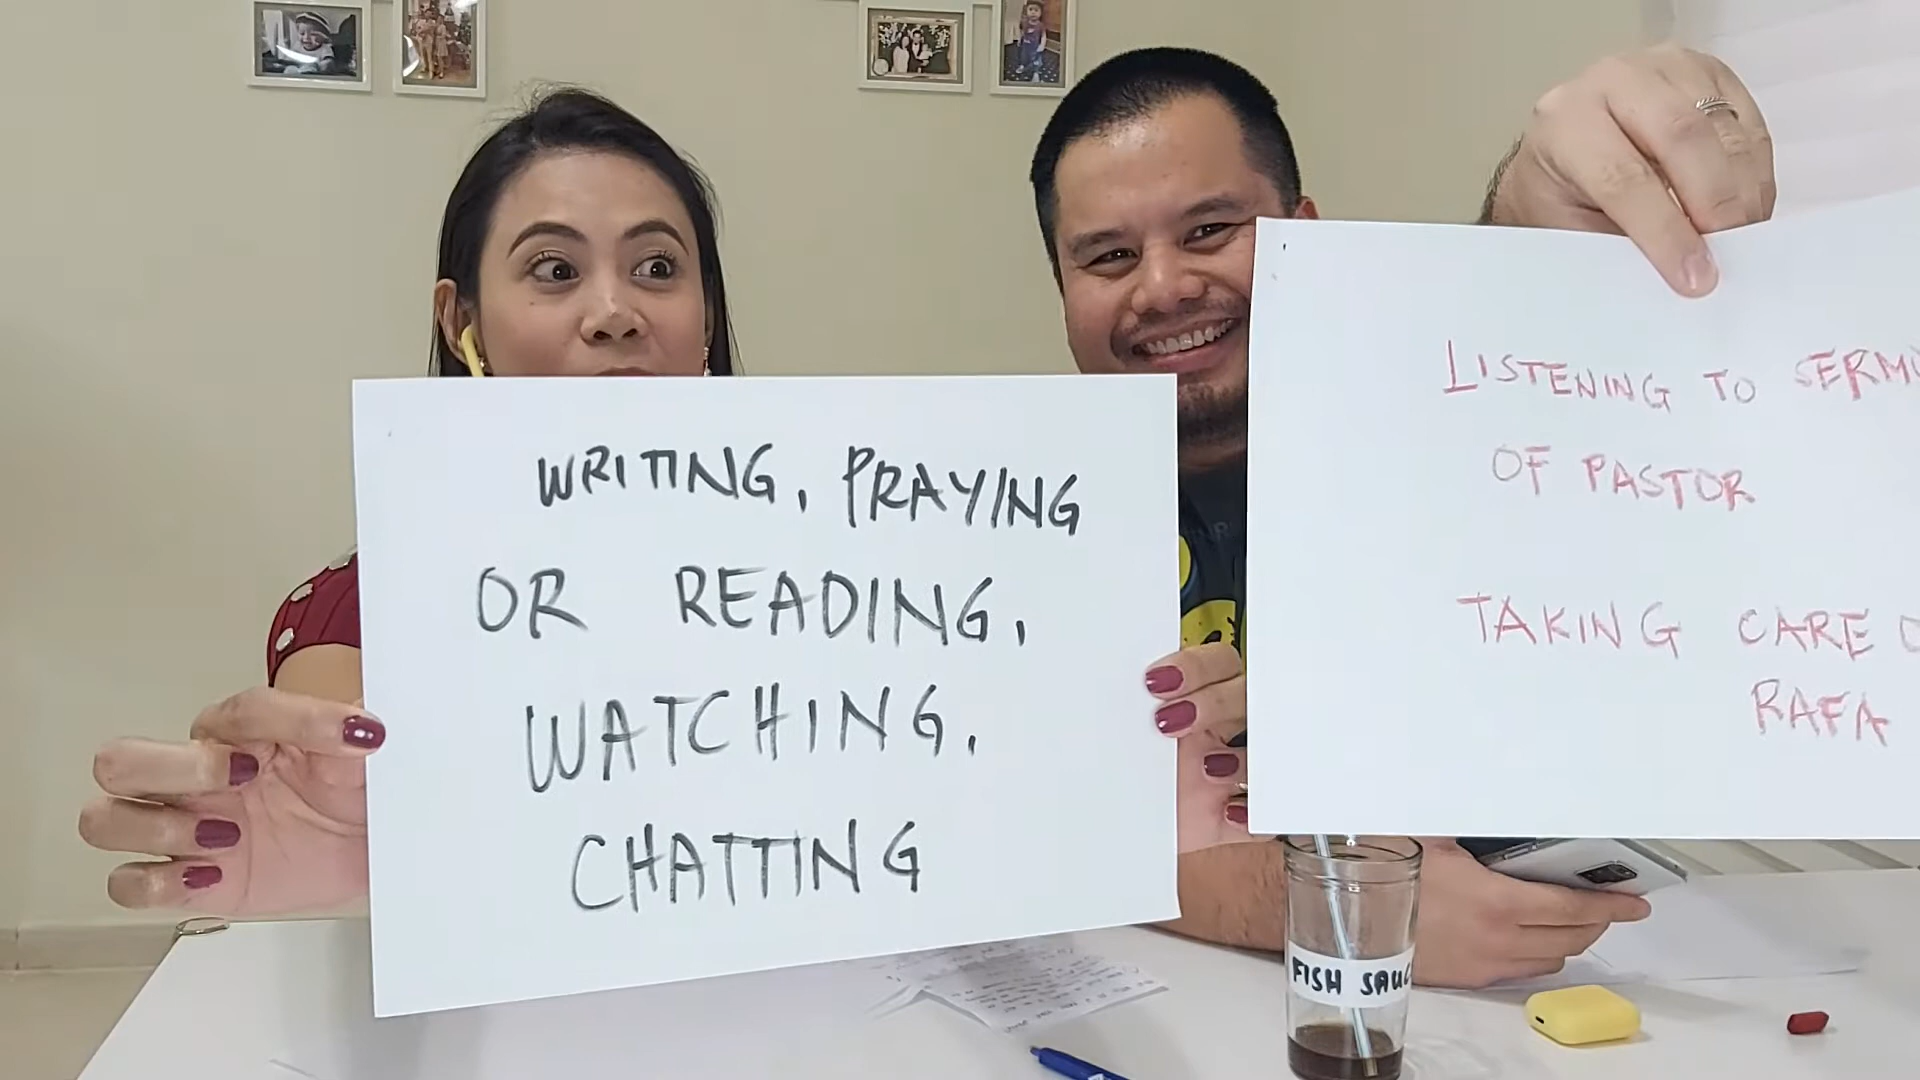 WRITING, PRAYING
OR READING,
WATCHING,
CHATTING
LISTENING TO
OF PASTOR
TAKING CARE
RAFA
FISH